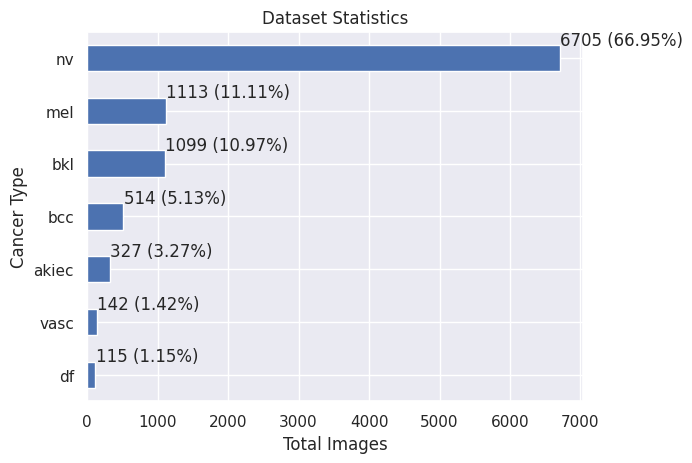 Dataset Statistics
Cancer Type
nv 6705 (66.95%)
mel 1113 (11.11%)
bkl 1099 (10.97%)
bcc 514 (5.13%)
akiec 327 (3.27%)
vasc 142 (1.42%)
df 115 (1.15%)
0 1000 2000 3000 4000 5000 6000 7000
Total Images